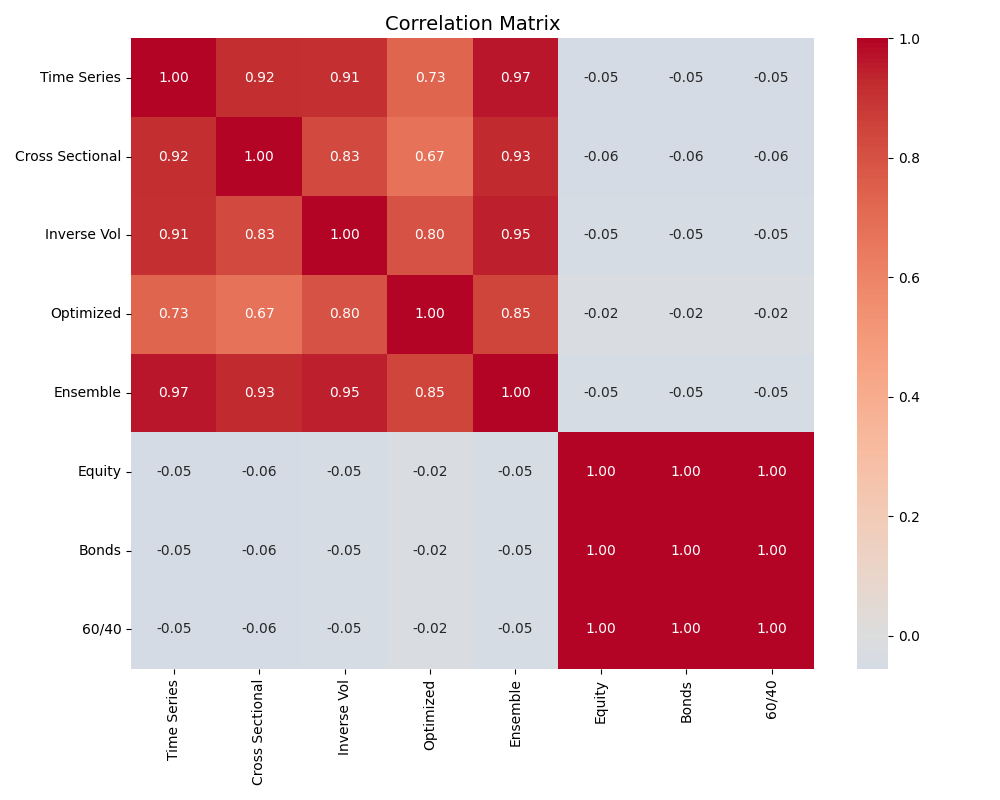 Correlation Matrix
Time Series 1.00 0.92 0.91 0.73 0.97 -0.05 -0.05 -0.05
Cross Sectional 0.92 1.00 0.83 0.67 0.93 -0.06 -0.06 -0.06
Inverse Vol 0.91 0.83 1.00 0.80 0.95 -0.05 -0.05 -0.05
Optimized 0.73 0.67 0.80 1.00 0.85 -0.02 -0.02 -0.02
Ensemble 0.97 0.93 0.95 0.85 1.00 -0.05 -0.05 -0.05
Equity -0.05 -0.06 -0.05 -0.02 -0.05 1.00 1.00 1.00
Bonds -0.05 -0.06 -0.05 -0.02 -0.05 1.00 1.00 1.00
60/40 -0.05 -0.06 -0.05 -0.02 -0.05 1.00 1.00 1.00
Time Series
Cross Sectional
Inverse Vol
Optimized
Ensemble
Equity
Bonds
60/40
1.0
0.8
0.6
0.4
0.2
0.0